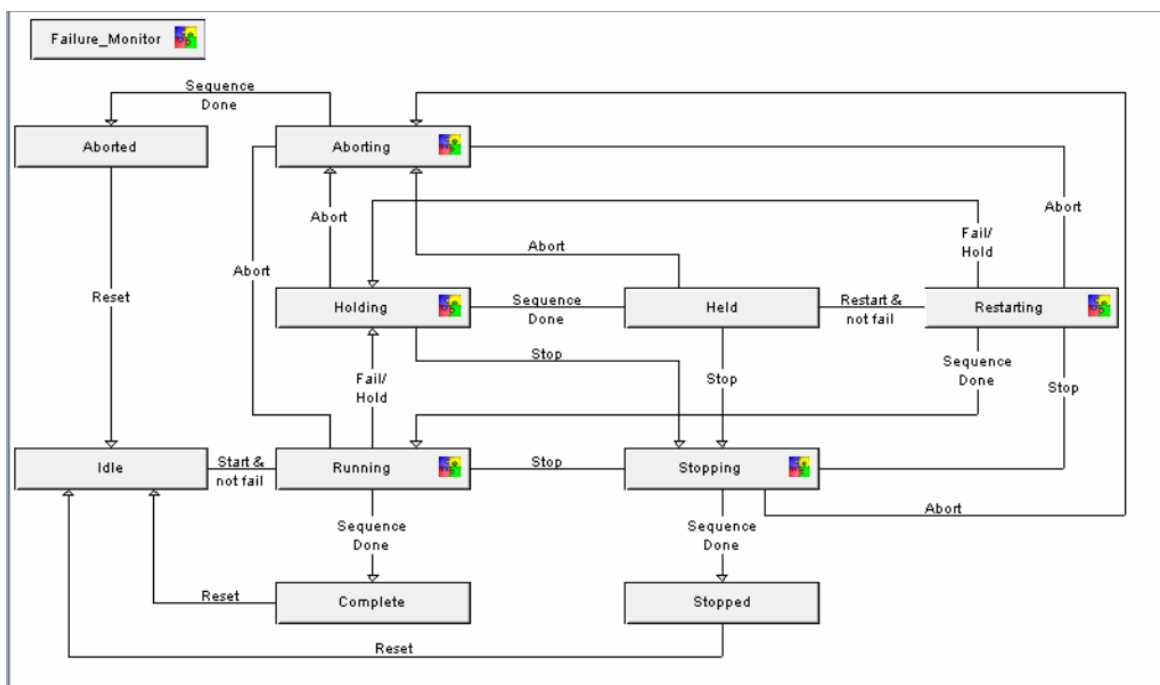 Failure_Monitor
Sequence
Done
Aborted
Aborting
Abort
Abort
Fail/
Hold
Abort
Abort
Reset
Holding
Sequence
Done
Held
Restart &
not fail
Restarting
Stop
Fail/
Hold
Stop
Sequence
Done
Stop
Idle
Start &
not fail
Running
Stop
Stopping
Abort
Sequence
Done
Sequence
Done
Reset
Complete
Stopped
Reset